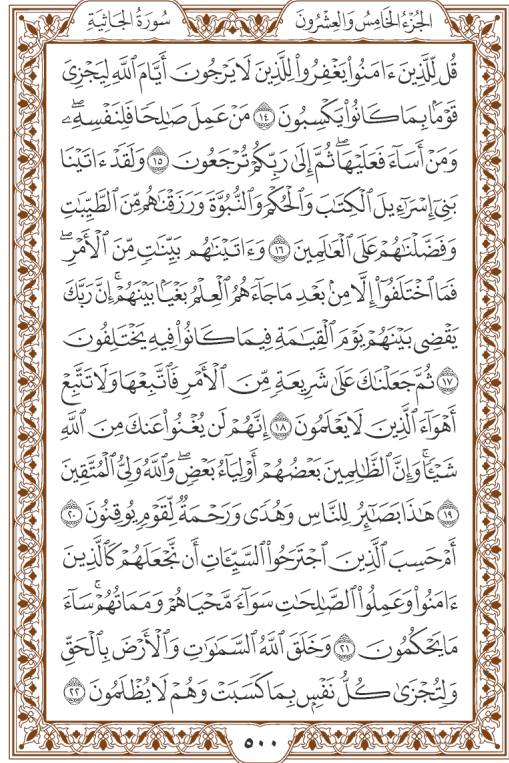 سُورَةُ الجَاثِيَةِ
الجُزْءُ الخَامِسُ وَالعِشْرُونَ
قُل لِّلَّذِينَ ءَامَنُواْ يَغْفِرُواْ لِلَّذِينَ لَا يَرْجُونَ أَيَّامَ ٱللَّهِ لِيَجْزِيَ
قَوْمَۢا بِمَا كَانُواْ يَكْسِبُونَ ١٤ مَنْ عَمِلَ صَٰلِحٗا فَلِنَفْسِهِۦۖ
وَمَنْ أَسَآءَ فَعَلَيْهَاۖ ثُمَّ إِلَىٰ رَبِّكُمْ تُرْجَعُونَ ١٥ وَلَقَدْ ءَاتَيْنَا
بَنِيٓ إِسْرَٰٓءِيلَ ٱلْكِتَٰبَ وَٱلْحُكْمَ وَٱلنُّبُوَّةَ وَرَزَقْنَٰهُم مِّنَ ٱلطَّيِّبَٰتِ
وَفَضَّلْنَٰهُمْ عَلَى ٱلْعَٰلَمِينَ ١٦ وَءَاتَيْنَٰهُم بَيِّنَٰتٖ مِّنَ ٱلْأَمْرِۖ
فَمَا ٱخْتَلَفُوٓاْ إِلَّا مِنۢ بَعْدِ مَا جَآءَهُمُ ٱلْعِلْمُ بَغْيَۢا بَيْنَهُمْۚ إِنَّ رَبَّكَ
يَقْضِي بَيْنَهُمْ يَوْمَ ٱلْقِيَٰمَةِ فِيمَا كَانُواْ فِيهِ يَخْتَلِفُونَ
١٧ ثُمَّ جَعَلْنَٰكَ عَلَىٰ شَرِيعَةٖ مِّنَ ٱلْأَمْرِ فَٱتَّبِعْهَا وَلَا تَتَّبِعْ
أَهْوَآءَ ٱلَّذِينَ لَا يَعْلَمُونَ ١٨ إِنَّهُمْ لَن يُغْنُواْ عَنكَ مِنَ ٱللَّهِ
شَيْـٔٗاۚ وَإِنَّ ٱلظَّٰلِمِينَ بَعْضُهُمْ أَوْلِيَآءُ بَعْضٖۖ وَٱللَّهُ وَلِيُّ ٱلْمُتَّقِينَ
١٩ هَٰذَا بَصَٰٓئِرُ لِلنَّاسِ وَهُدٗى وَرَحْمَةٞ لِّقَوْمٖ يُوقِنُونَ ٢٠
أَمْ حَسِبَ ٱلَّذِينَ ٱجْتَرَحُواْ ٱلسَّيِّـَٔاتِ أَن نَّجْعَلَهُمْ كَٱلَّذِينَ
ءَامَنُواْ وَعَمِلُواْ ٱلصَّٰلِحَٰتِ سَوَآءٗ مَّحْيَاهُمْ وَمَمَاتُهُمْۚ سَآءَ
مَا يَحْكُمُونَ ٢١ وَخَلَقَ ٱللَّهُ ٱلسَّمَٰوَٰتِ وَٱلْأَرْضَ بِٱلْحَقِّ
وَلِتُجْزَىٰ كُلُّ نَفْسِۭ بِمَا كَسَبَتْ وَهُمْ لَا يُظْلَمُونَ ٢٢
٥٠٠